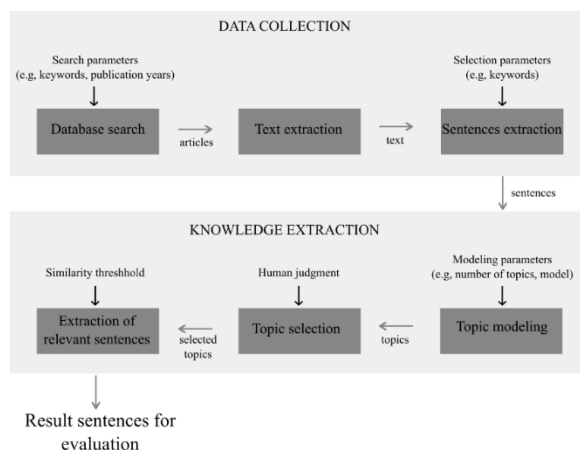 DATA COLLECTION
Search parameters
(e.g, keywords, publication years)
Selection parameters
(e.g, keywords)
Database search
articles
Text extraction
text
Sentences extraction
sentences
KNOWLEDGE EXTRACTION
Modeling parameters
(e.g, number of topics, model)
Similarity threshhold
Human judgment
Extraction of
relevant sentences
selected
topics
Topic selection
topics
Topic modeling
Result sentences for
evaluation